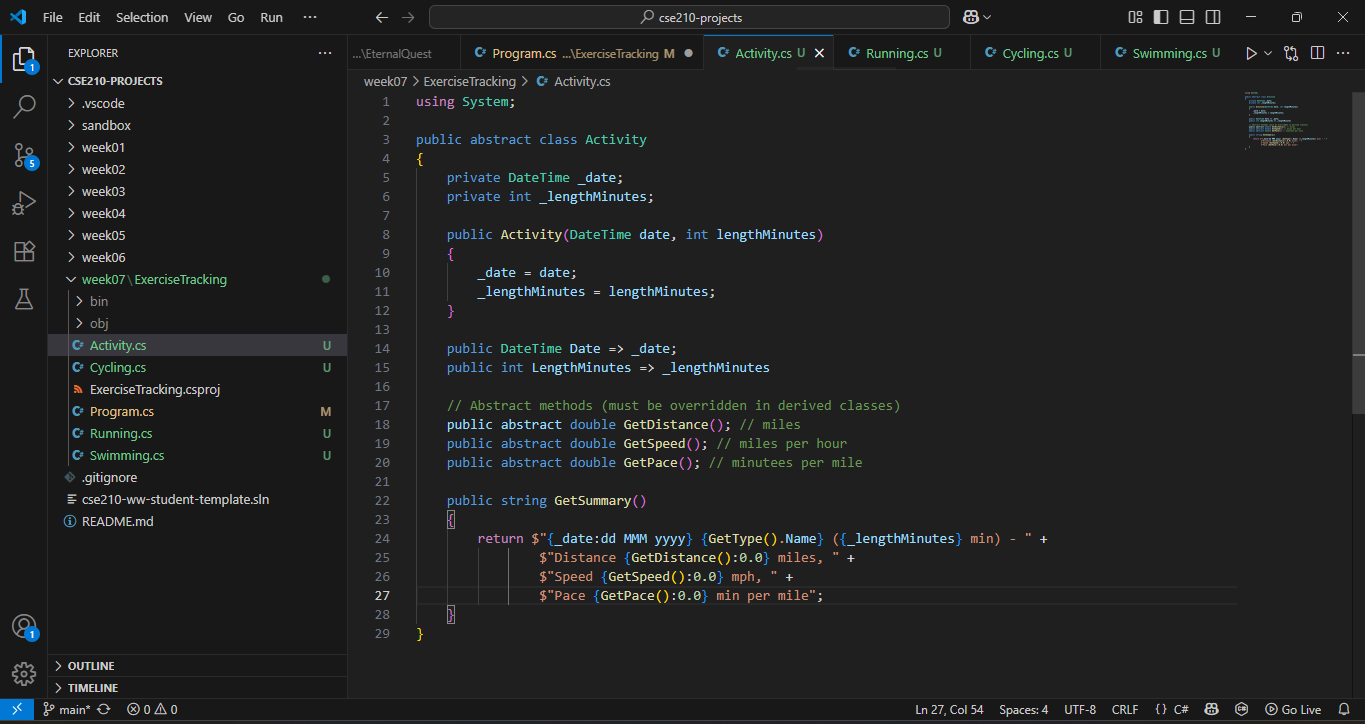 File Edit Selection View Go Run ··· cse210-projects
EXPLORER ···
CSE210-PROJECTS
.vscode
sandbox
week01
week02
week03
week04
week05
week06
week07\ExerciseTracking
bin
obj
Activity.cs U
Cycling.cs U
ExerciseTracking.csproj
Program.cs M
Running.cs U
Swimming.cs U
.gitignore
cse210-ww-student-template.sln
README.md
OUTLINE
TIMELINE
1
5
1
...\EternalQuest Program.cs ...\ExerciseTracking M Activity.cs U Running.cs U Cycling.cs U Swimming.cs U ···
week07 > ExerciseTracking > Activity.cs
1 using System;
2
3 public abstract class Activity
4 {
5 private DateTime _date;
6 private int _lengthMinutes;
7
8 public Activity(DateTime date, int lengthMinutes)
9 {
10 _date = date;
11 _lengthMinutes = lengthMinutes;
12 }
13
14 public DateTime Date => _date;
15 public int LengthMinutes => _lengthMinutes
16
17 // Abstract methods (must be overridden in derived classes)
18 public abstract double GetDistance(); // miles
19 public abstract double GetSpeed(); // miles per hour
20 public abstract double GetPace(); // minutees per mile
21
22 public string GetSummary()
23 {
24 return $"{_date:dd MMM yyyy} {GetType().Name} ({_lengthMinutes} min) - " +
25 $"Distance {GetDistance():0.0} miles, " +
26 $"Speed {GetSpeed():0.0} mph, " +
27 $"Pace {GetPace():0.0} min per mile";
28 }
29 }
main* 0 0 Ln 27, Col 54 Spaces: 4 UTF-8 CRLF {} C# Go Live